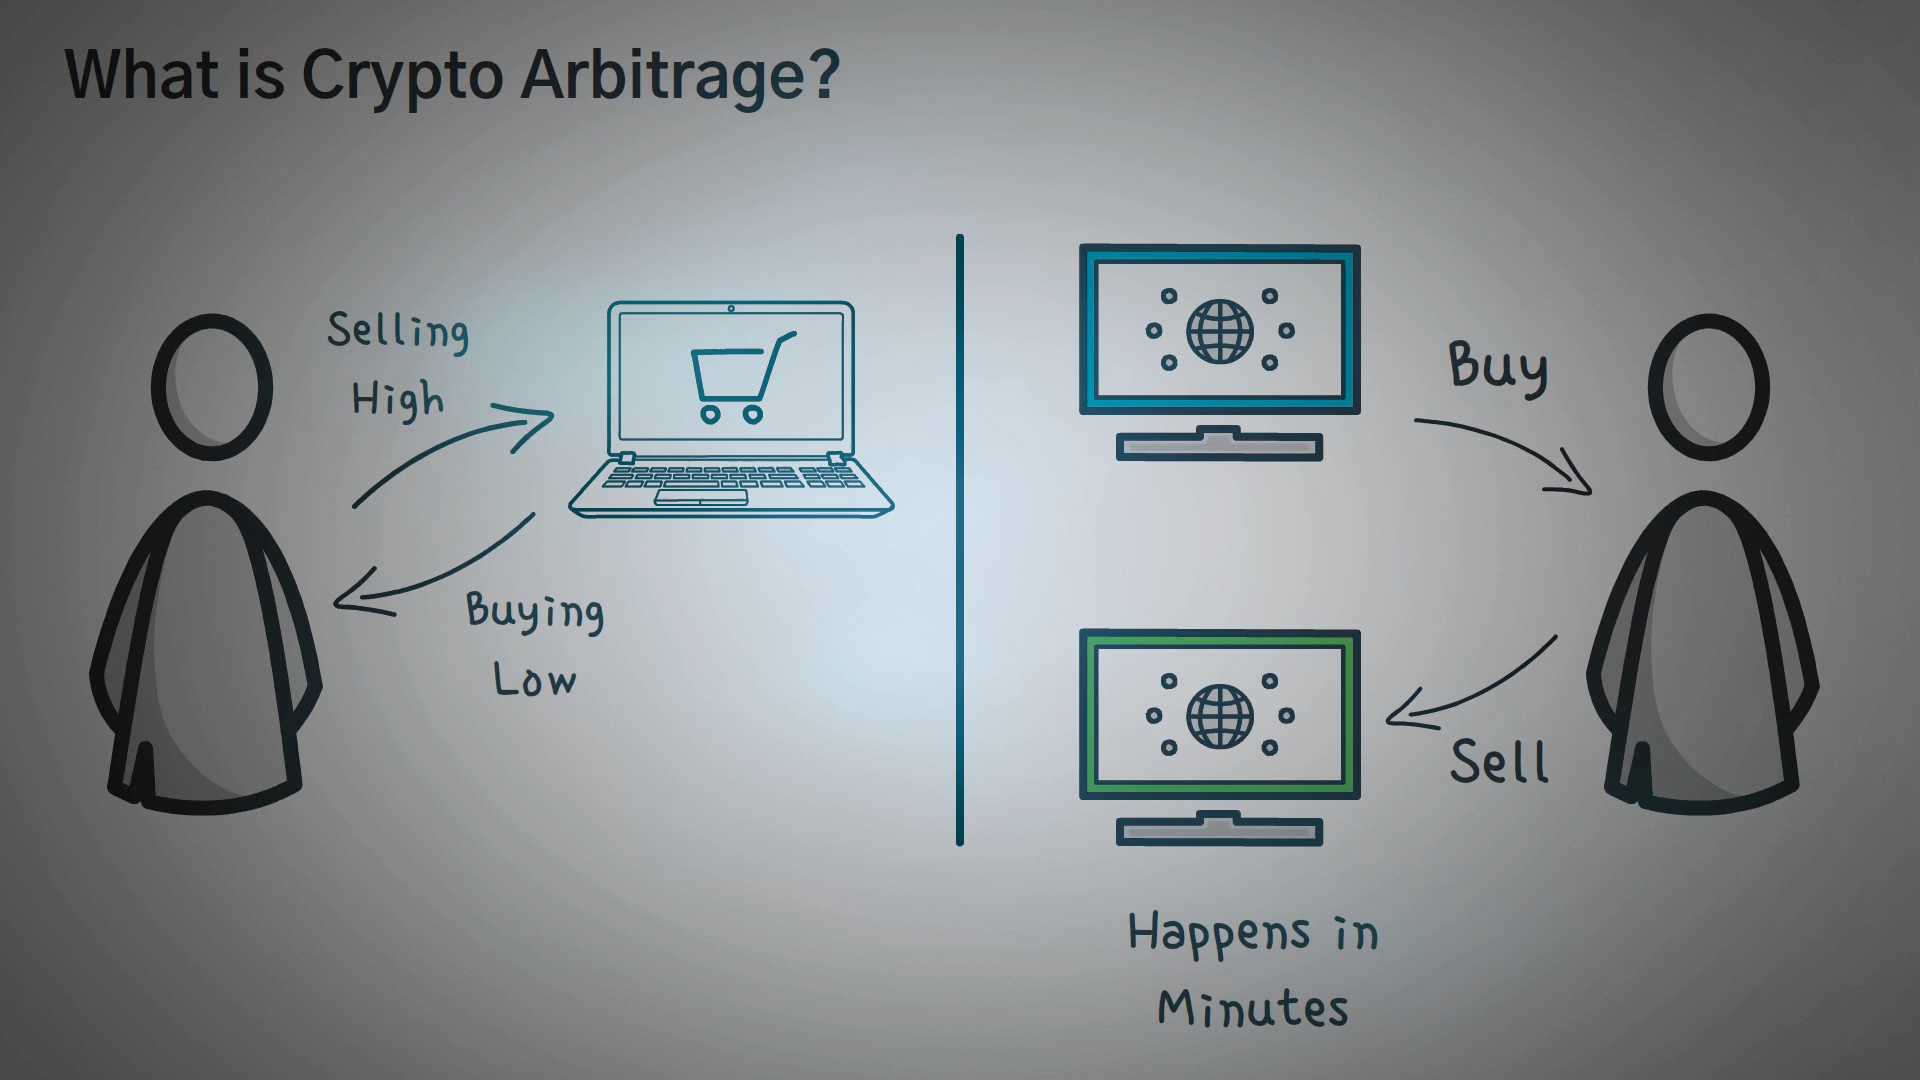 What is Crypto Arbitrage?
Selling
High
Buying
Low
Buy
Sell
Happens in
Minutes